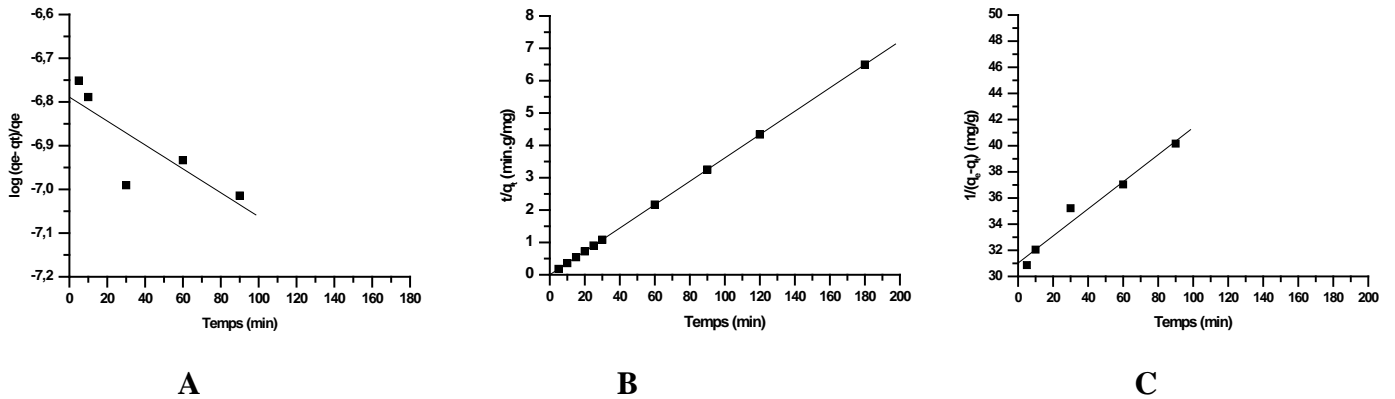 -6,6
-6,7
-6,8
-6,9
-7,0
-7,1
-7,2
log (qe- qt)/qe
0 20 40 60 80 100 120 140 160 180
Temps (min)
A
8
7
6
5
4
3
2
1
0
t/qt (min.g/mg)
0 20 40 60 80 100 120 140 160 180 200
Temps (min)
B
50
48
46
44
42
40
38
36
34
32
30
1/(qe-qt) (mg/g)
0 20 40 60 80 100 120 140 160 180 200
Temps (min)
C